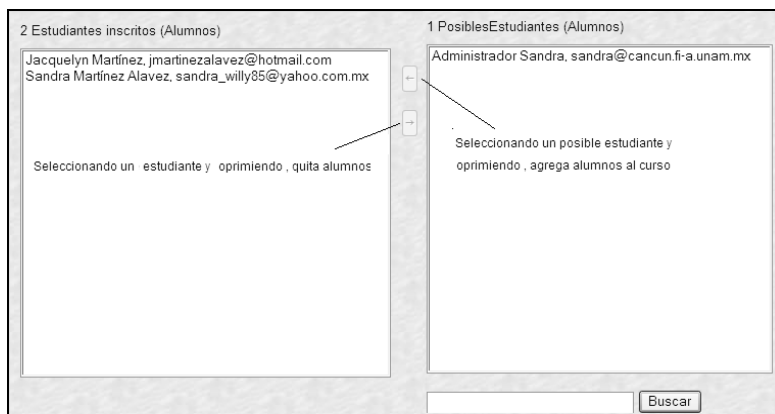 2 Estudiantes inscritos (Alumnos)
Jacquelyn Martínez, jmartinezalavez@hotmail.com
Sandra Martínez Alavez, sandra_willy85@yahoo.com.mx
Seleccionando un estudiante y oprimiendo , quita alumnos
←
→
1 PosiblesEstudiantes (Alumnos)
Administrador Sandra, sandra@cancun.fi-a.unam.mx
Seleccionando un posible estudiante y
oprimiendo , agrega alumnos al curso
Buscar